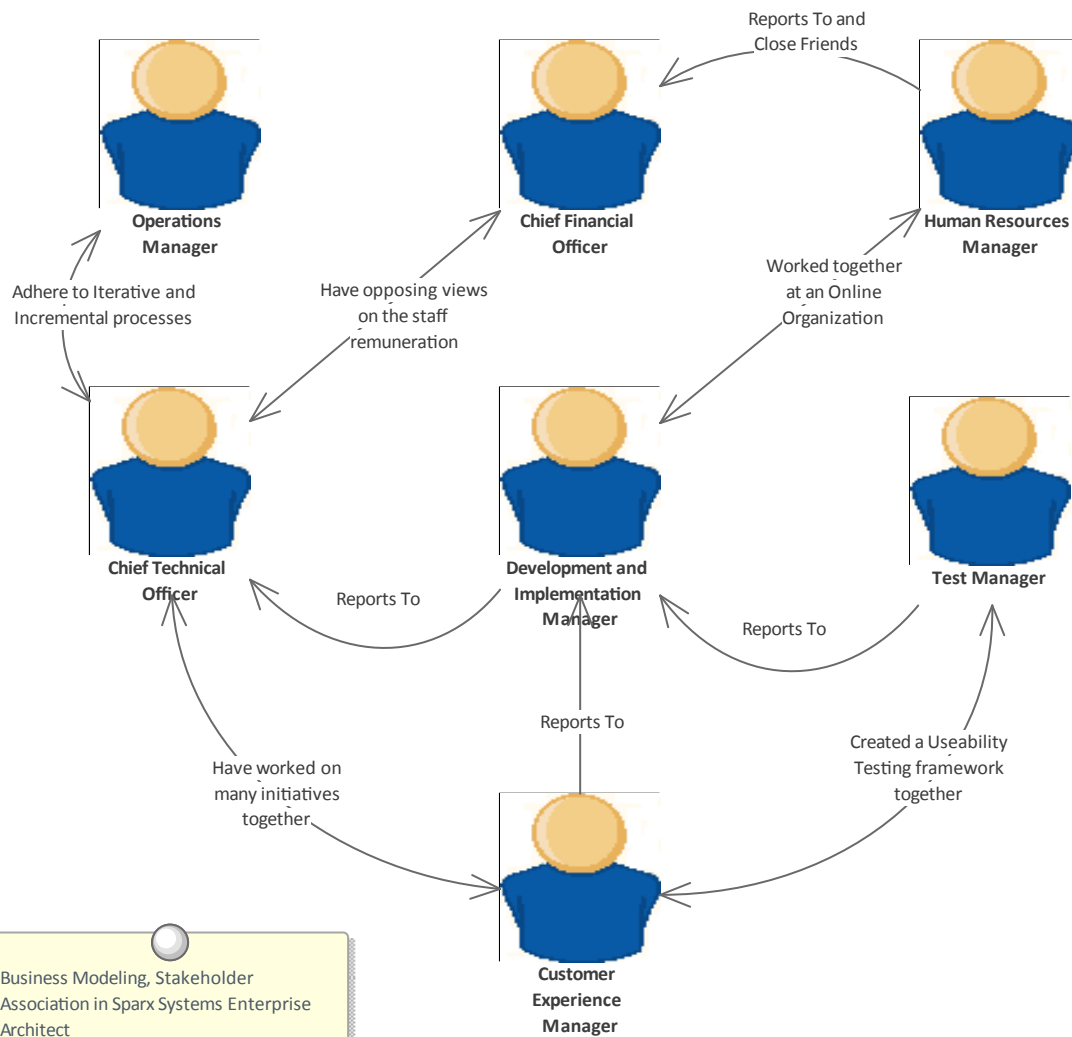 Reports To and
Close Friends
Operations
Manager
Chief Financial
Officer
Human Resources
Manager
Adhere to Iterative and
Incremental processes
Have opposing views
on the staff
remuneration
Worked together
at an Online
Organization
Chief Technical
Officer
Development and
Implementation
Manager
Test Manager
Reports To
Reports To
Reports To
Have worked on
many initiatives
together
Created a Useability
Testing framework
together
Customer
Experience
Manager
Business Modeling, Stakeholder
Association in Sparx Systems Enterprise
Architect